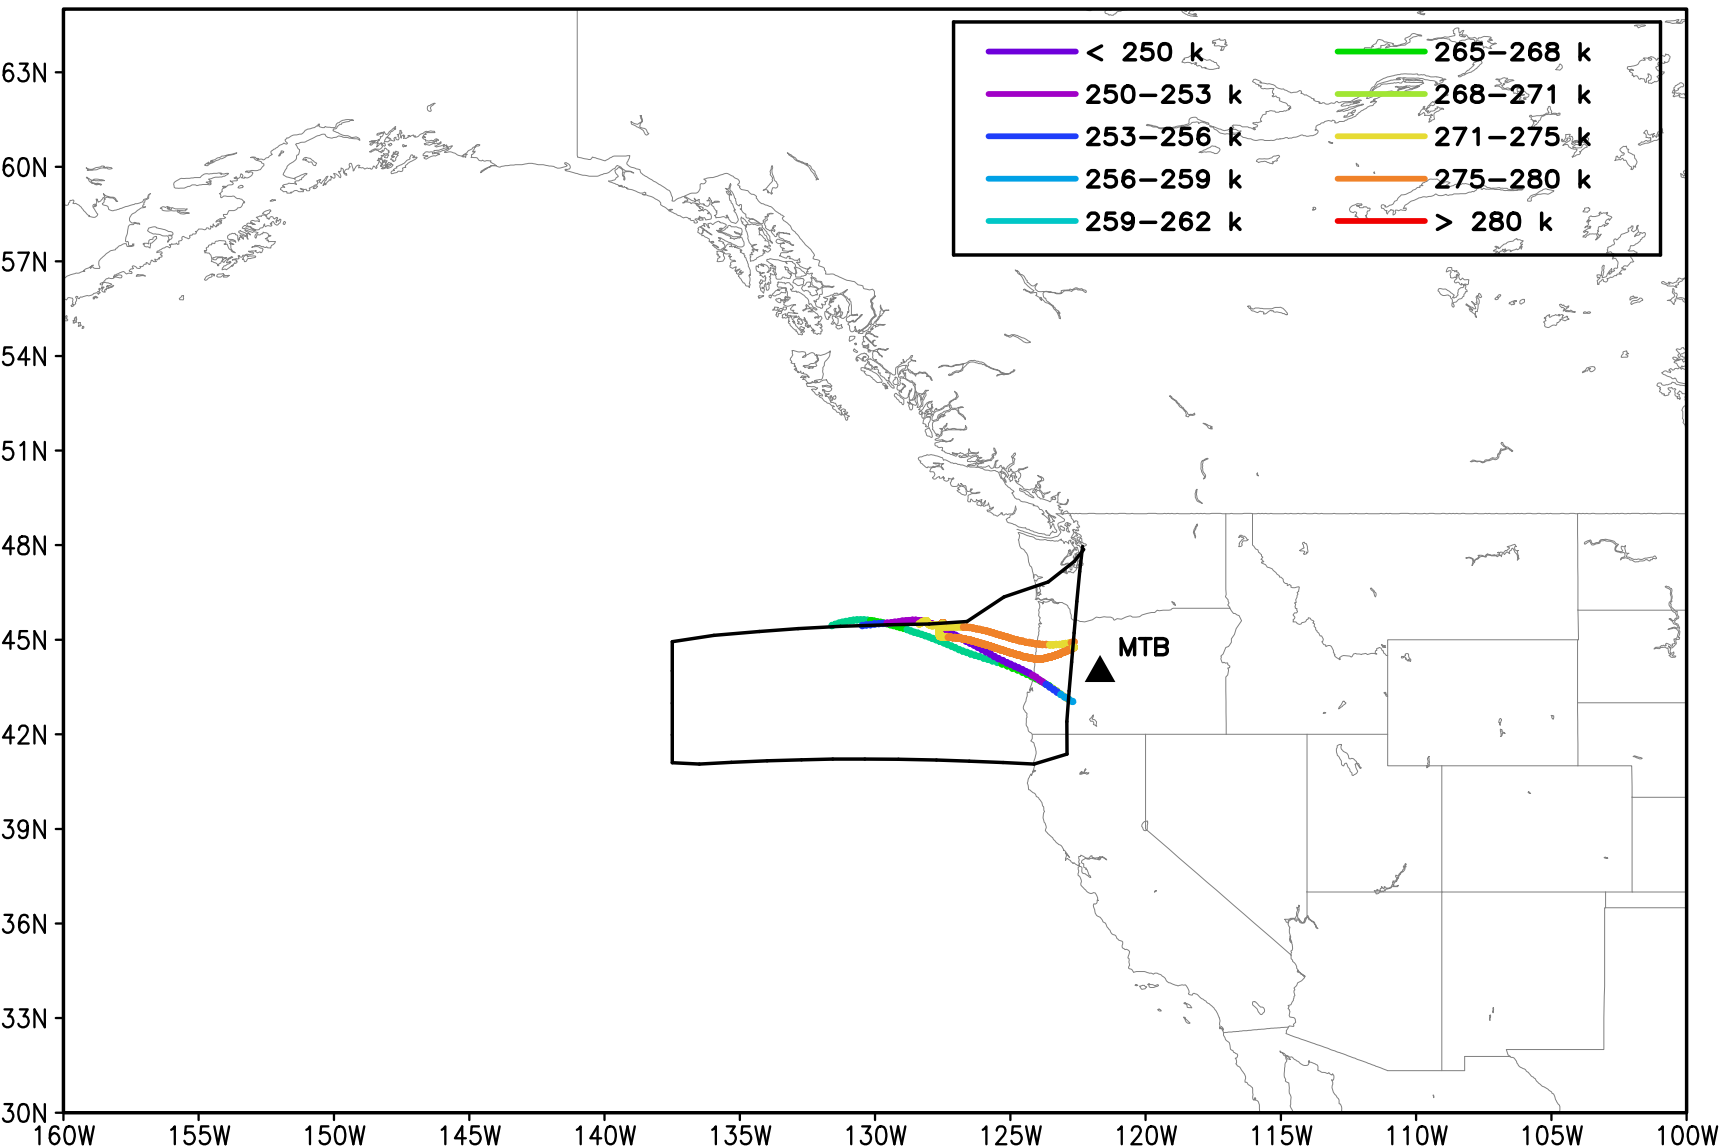 < 250 k
250-253 k
253-256 k
256-259 k
259-262 k
265-268 k
268-271 k
271-275 k
275-280 k
> 280 k
63N
60N
57N
54N
51N
48N
45N
42N
39N
36N
33N
30N
MTB
160W 155W 150W 145W 140W 135W 130W 125W 120W 115W 110W 105W 100W